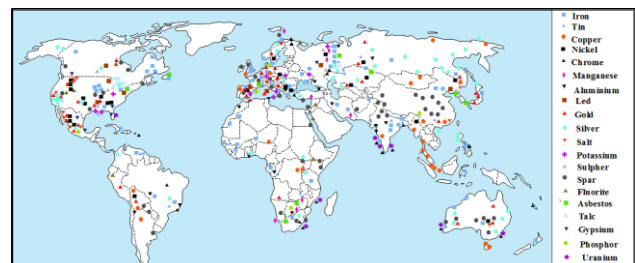 Iron
Tin
Copper
Nickel
Chrome
Manganese
Aluminium
Led
Gold
Silver
Salt
Potassium
Sulpher
Spar
Fluorite
Asbestos
Talc
Gypsium
Phosphor
Uranium